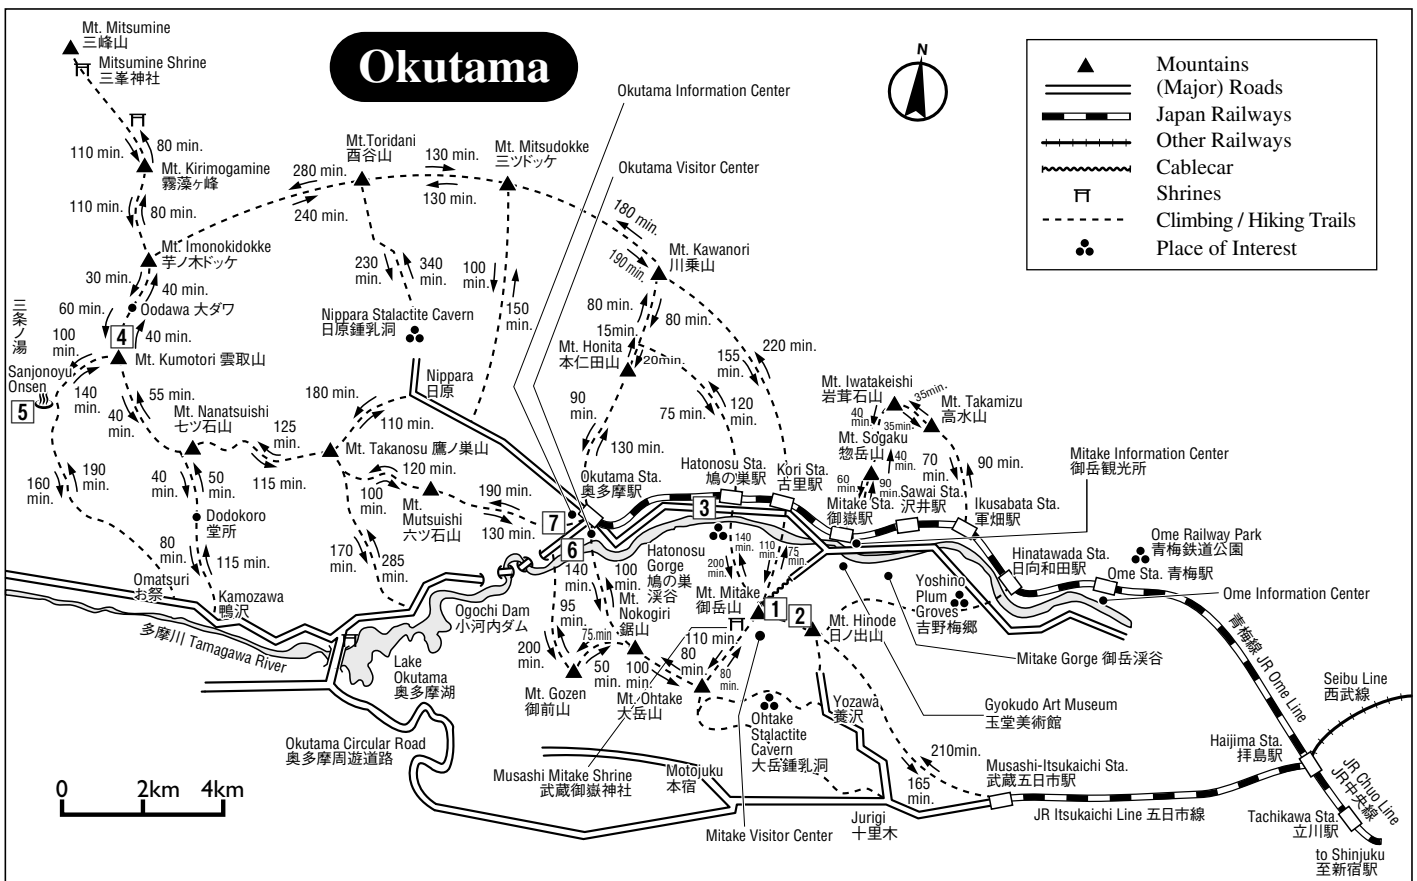 Mt. Mitsumine
三峰山
Mitsumine Shrine
三峯神社
Okutama
N
Mountains
(Major) Roads
Japan Railways
Other Railways
Cablecar
Shrines
Climbing / Hiking Trails
Place of Interest
Okutama Information Center
Okutama Visitor Center
110 min.
80 min.
Mt. Kirimogamine
霧藻ヶ峰
110 min.
80 min.
Mt.Toridani
酉谷山
280 min.
240 min.
130 min.
130 min.
Mt. Mitsudokke
三ツドッケ
180 min.
190 min.
Mt. Kawanori
川乗山
Mt. Imonokidokke
芋ノ木ドッケ
30 min.
40 min.
Oodawa 大ダワ
60 min.
40 min.
4
三条ノ湯
100
min.
Mt. Kumotori 雲取山
Sanjonoyu
Onsen
5
140
min.
230
min.
340
min.
100
min.
150
min.
Nippara Stalactite Cavern
日原鍾乳洞
Nippara
日原
80 min.
80 min.
15min.
20min.
Mt. Honita
本仁田山
155
min.
220 min.
75 min.
120
min.
90
min.
130 min.
40
min.
55 min.
Mt. Nanatsuishi
七ツ石山
180 min.
110 min.
125
min.
115 min.
Mt. Takanosu 鷹ノ巣山
120 min.
100
min.
Mt.
Mutsuishi
六ツ石山
190 min.
130 min.
160
min.
190
min.
40
min.
50
min.
Dodokoro
堂所
80
min.
115 min.
170
min.
285
min.
Omatsuri
お祭
Kamozawa
鴨沢
多摩川 Tamagawa River
Okutama Sta.
奥多摩駅
7
6
Hatonosu Sta.
鳩の巣駅
3
Kori Sta.
古里駅
Mt. Iwatakeishi
岩茸石山
35min.
35min.
Mt. Takamizu
高水山
40
min.
40
min.
Mt. Sogaku
惣岳山
60
min.
90
min.
70
min.
90 min.
Mitake Sta.
御嶽駅
Sawai Sta.
沢井駅
Ikusabata Sta.
軍畑駅
Mitake Information Center
御岳観光所
Ome Railway Park
青梅鉄道公園
Hinatawada Sta.
日向和田駅
Ome Sta. 青梅駅
Ome Information Center
Hatonosu
Gorge
鳩の巣
渓谷
140
min.
200
min.
110
min.
75
min.
Mt. Mitake
御岳山
1
2
Mt. Hinode
日ノ出山
Yoshino
Plum
Groves
吉野梅郷
Mitake Gorge 御岳渓谷
Gyokudo Art Museum
玉堂美術館
Ogochi Dam
小河内ダム
Lake
Okutama
奥多摩湖
140
min.
100
min.
Mt.
Nokogiri
鋸山
95
min.
200
min.
75.min
50
min.
Mt. Gozen
御前山
100
min.
110 min.
80
min.
80
min.
Mt. Ohtake
大岳山
Ohtake
Stalactite
Cavern
大岳鍾乳洞
Yozawa
養沢
Okutama Circular Road
奥多摩周遊道路
Musashi Mitake Shrine
武蔵御嶽神社
Motojuku
本宿
Mitake Visitor Center
210min.
165
min.
Musashi-Itsukaichi Sta.
武蔵五日市駅
Jurigi
十里木
JR Itsukaichi Line 五日市線
青梅線 JR Ome Line
Seibu Line
西武線
Haijima Sta.
拝島駅
JR Chuo Line
JR中央線
Tachikawa Sta.
立川駅
to Shinjuku
至新宿駅
0 2km 4km